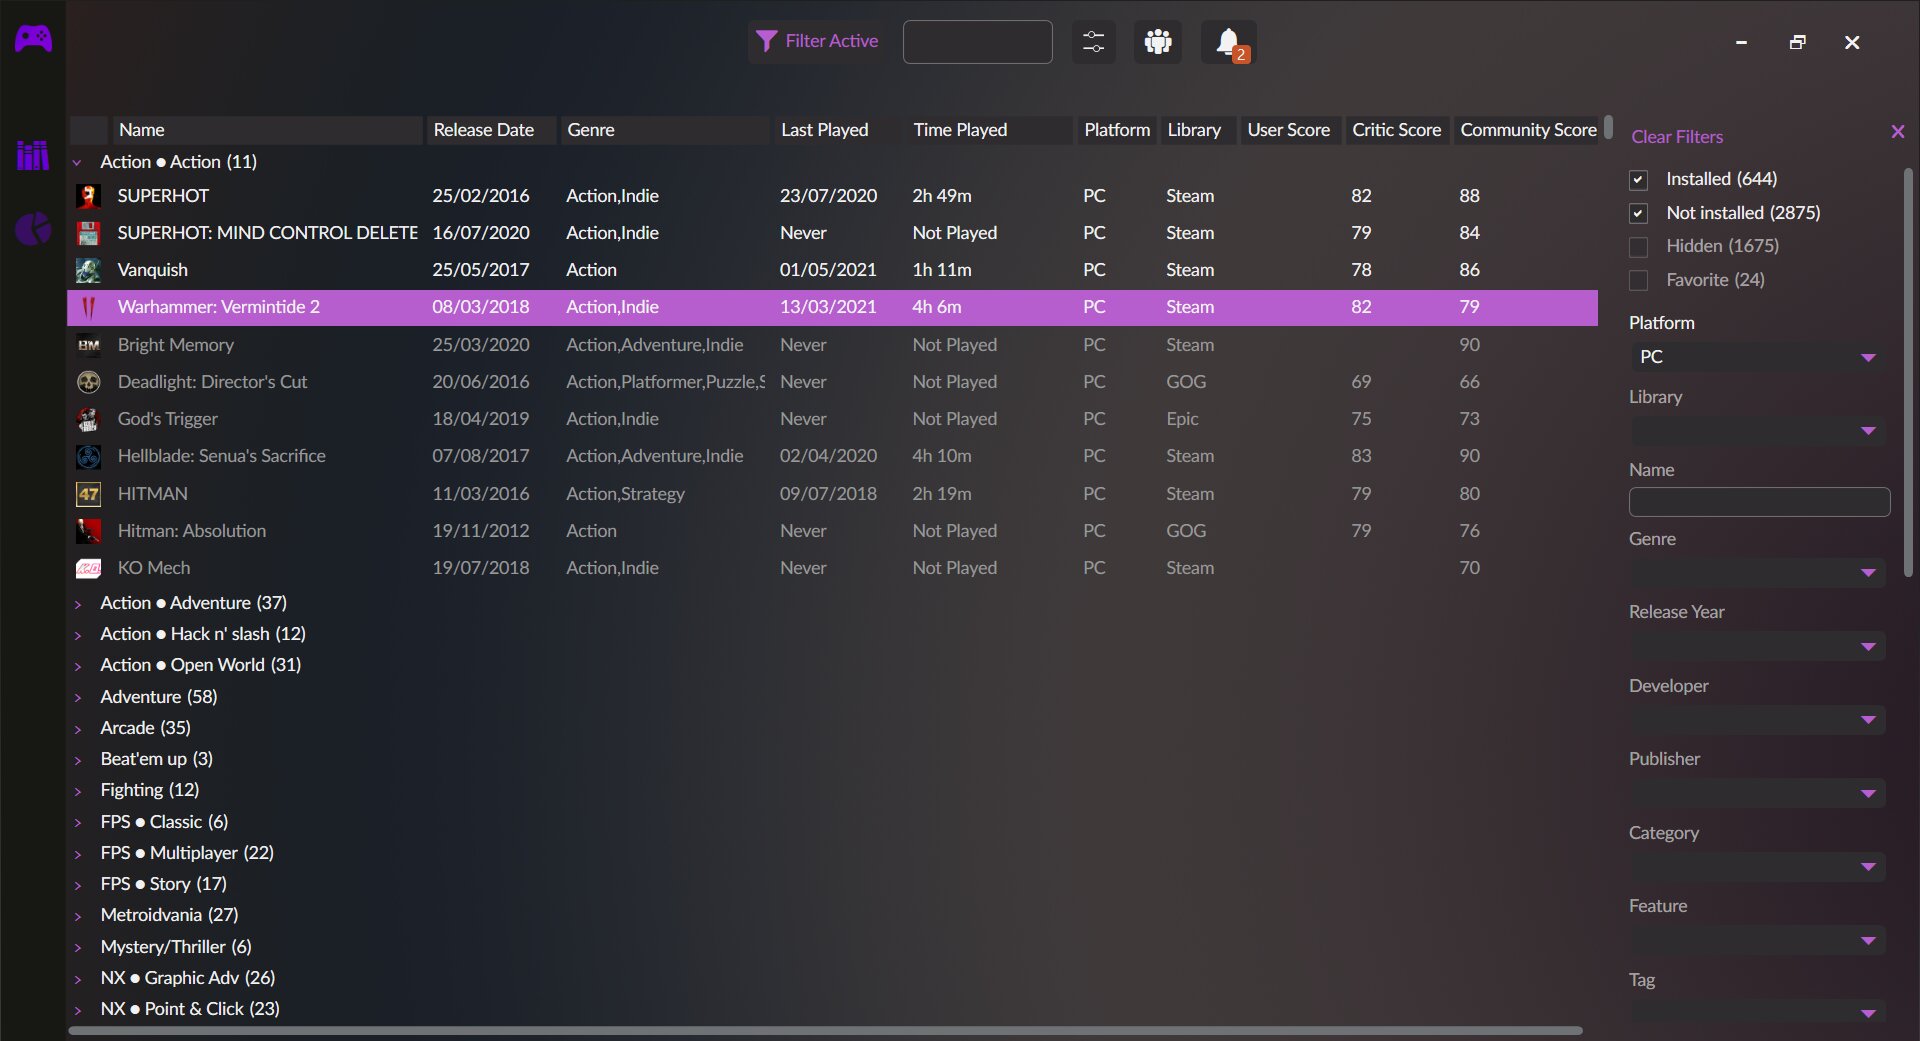 Filter Active
2
Name Release Date Genre Last Played Time Played Platform Library User Score Critic Score Community Score
Action ● Action (11)
SUPERHOT 25/02/2016 Action,Indie 23/07/2020 2h 49m PC Steam 82 88
SUPERHOT: MIND CONTROL DELETE 16/07/2020 Action,Indie Never Not Played PC Steam 79 84
Vanquish 25/05/2017 Action 01/05/2021 1h 11m PC Steam 78 86
Warhammer: Vermintide 2 08/03/2018 Action,Indie 13/03/2021 4h 6m PC Steam 82 79
BM Bright Memory 25/03/2020 Action,Adventure,Indie Never Not Played PC Steam 90
Deadlight: Director's Cut 20/06/2016 Action,Platformer,Puzzle,S Never Not Played PC GOG 69 66
God's Trigger 18/04/2019 Action,Indie Never Not Played PC Epic 75 73
Hellblade: Senua's Sacrifice 07/08/2017 Action,Adventure,Indie 02/04/2020 4h 10m PC Steam 83 90
47 HITMAN 11/03/2016 Action,Strategy 09/07/2018 2h 19m PC Steam 79 80
Hitman: Absolution 19/11/2012 Action Never Not Played PC GOG 79 76
KO Mech 19/07/2018 Action,Indie Never Not Played PC Steam 70
Action ● Adventure (37)
Action ● Hack n' slash (12)
Action ● Open World (31)
Adventure (58)
Arcade (35)
Beat'em up (3)
Fighting (12)
FPS ● Classic (6)
FPS ● Multiplayer (22)
FPS ● Story (17)
Metroidvania (27)
Mystery/Thriller (6)
NX ● Graphic Adv (26)
NX ● Point & Click (23)
Clear Filters
Installed (644)
Not installed (2875)
Hidden (1675)
Favorite (24)
Platform
PC
Library
Name
Genre
Release Year
Developer
Publisher
Category
Feature
Tag